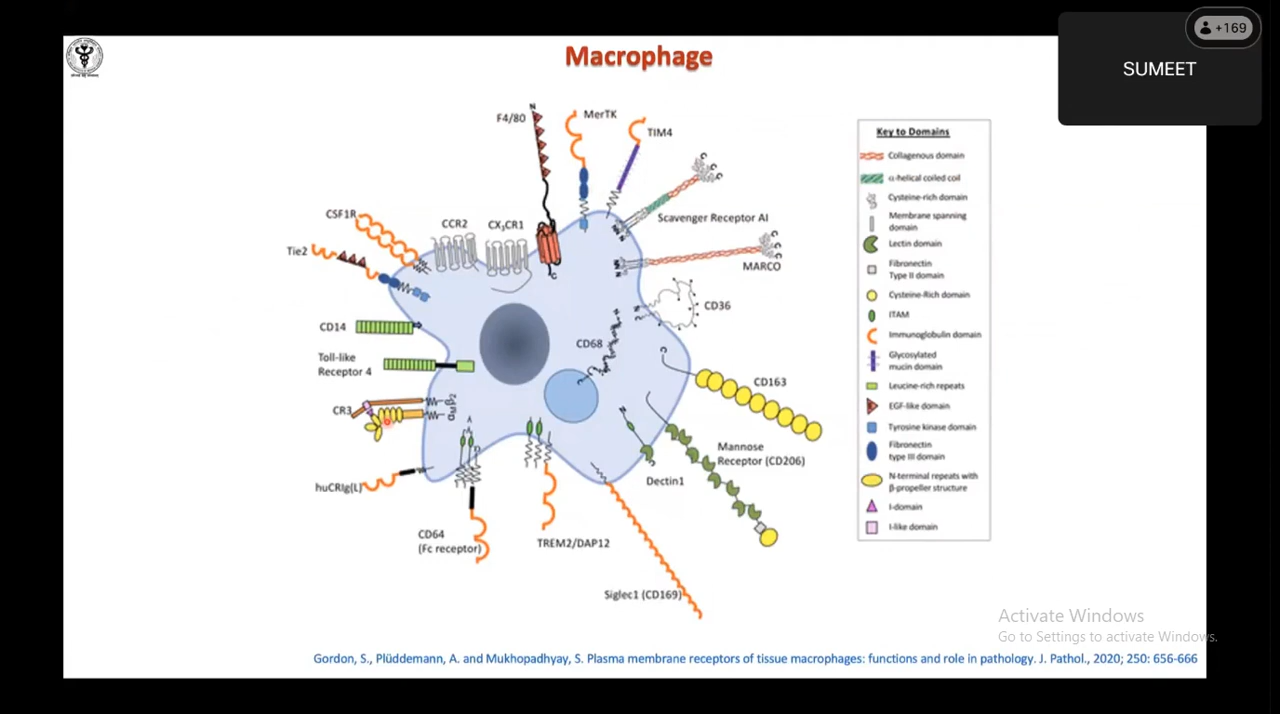 +169
SUMEET
Macrophage
N
F4/80
MerTK
TIM4
C
C
C
CSF1R
CCR2
CX₃CR1
Scavenger Receptor AI
Tie2
N
N
N
C
C
C
C
MARCO
N
N
N
CD36
N
CD14
CD68
N
Toll-like
Receptor 4
C
CD163
CR3
αMβ2
N
Mannose
Receptor (CD206)
huCRIg(L)
Dectin1
CD64
(Fc receptor)
TREM2/DAP12
Siglec1 (CD169)
Key to Domains
Collagenous domain
α-helical coiled coil
Cysteine-rich domain
Membrane spanning
domain
Lectin domain
Fibronectin
Type II domain
Cysteine-Rich domain
ITAM
Immunoglobulin domain
Glycosylated
mucin domain
Leucine-rich repeats
EGF-like domain
Tyrosine kinase domain
Fibronectin
type III domain
N-terminal repeats with
β-propeller structure
I-domain
I-like domain
Activate Windows
Go to Settings to activate Windows.
Gordon, S., Plüddemann, A. and Mukhopadhyay, S. Plasma membrane receptors of tissue macrophages: functions and role in pathology. J. Pathol., 2020; 250: 656-666